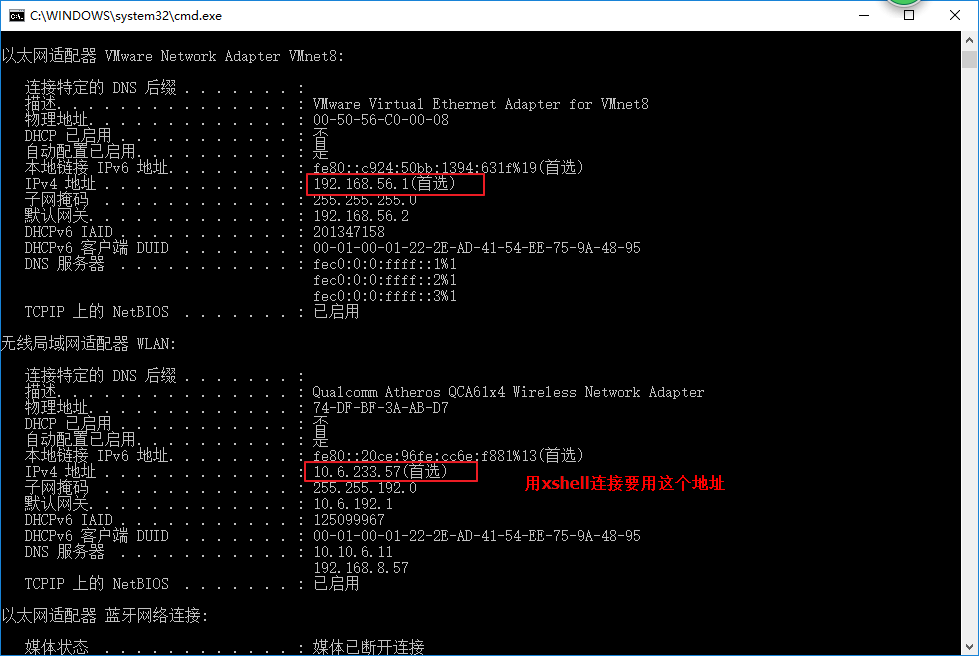 C:\WINDOWS\system32\cmd.exe
以太网适配器 VMware Network Adapter VMnet8:
连接特定的 DNS 后缀 . . . . . . . :
描述. . . . . . . . . . . . . . . : VMware Virtual Ethernet Adapter for VMnet8
物理地址. . . . . . . . . . . . . : 00-50-56-C0-00-08
DHCP 已启用 . . . . . . . . . . . : 否
自动配置已启用. . . . . . . . . . : 是
本地链接 IPv6 地址. . . . . . . . : fe80::c924:50bb:1394:631f%19(首选)
IPv4 地址 . . . . . . . . . . . . : 192.168.56.1(首选)
子网掩码 . . . . . . . . . . . . : 255.255.255.0
默认网关. . . . . . . . . . . . . : 192.168.56.2
DHCPv6 IAID . . . . . . . . . . . : 201347158
DHCPv6 客户端 DUID . . . . . . . : 00-01-00-01-22-2E-AD-41-54-EE-75-9A-48-95
DNS 服务器 . . . . . . . . . . . : fec0:0:0:ffff::1%1
fec0:0:0:ffff::2%1
fec0:0:0:ffff::3%1
TCPIP 上的 NetBIOS . . . . . . . : 已启用
无线局域网适配器 WLAN:
连接特定的 DNS 后缀 . . . . . . . :
描述. . . . . . . . . . . . . . . : Qualcomm Atheros QCA61x4 Wireless Network Adapter
物理地址. . . . . . . . . . . . . : 74-DF-BF-3A-AB-D7
DHCP 已启用 . . . . . . . . . . . : 否
自动配置已启用. . . . . . . . . . : 是
本地链接 IPv6 地址. . . . . . . . : fe80::20ce:96fe:cc6e:f881%13(首选)
IPv4 地址 . . . . . . . . . . . . : 10.6.233.57(首选)
用xshell连接要用这个地址
子网掩码 . . . . . . . . . . . . : 255.255.192.0
默认网关. . . . . . . . . . . . . : 10.6.192.1
DHCPv6 IAID . . . . . . . . . . . : 125099967
DHCPv6 客户端 DUID . . . . . . . : 00-01-00-01-22-2E-AD-41-54-EE-75-9A-48-95
DNS 服务器 . . . . . . . . . . . : 10.10.6.11
192.168.8.57
TCPIP 上的 NetBIOS . . . . . . . : 已启用
以太网适配器 蓝牙网络连接:
媒体状态 . . . . . . . . . . . . : 媒体已断开连接